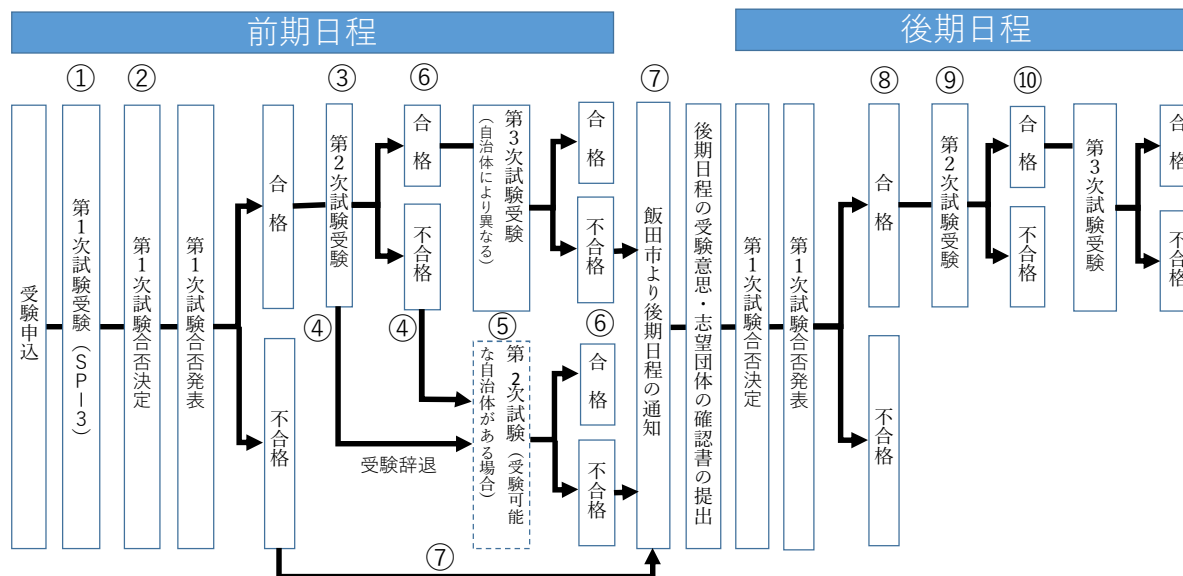 前期日程
後期日程
①
②
③
⑥
⑦
⑧
⑨
⑩
受験申込
第1次試験受験（SPI-3）
第1次試験合否決定
第1次試験合否発表
合格
不合格
第2次試験受験
④
受験辞退
合格
不合格
④
第3次試験受験
（自治体により異なる）
⑤
第2次試験（受験可能
な自治体がある場合）
合格
不合格
⑥
合格
不合格
⑦
飯田市より後期日程の通知
後期日程の受験意思・志望団体の確認書の提出
第1次試験合否決定
第1次試験合否発表
合格
不合格
第2次試験受験
合格
不合格
第3次試験受験
合格
不合格